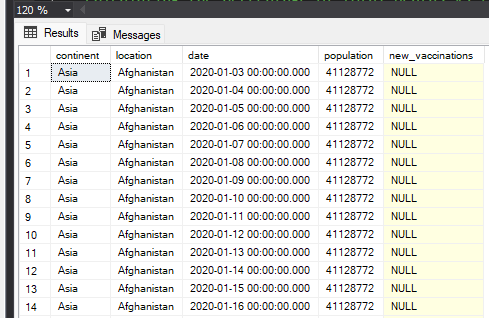 120 %
Results Messages
continent location date population new_vaccinations
1 Asia Afghanistan 2020-01-03 00:00:00.000 41128772 NULL
2 Asia Afghanistan 2020-01-04 00:00:00.000 41128772 NULL
3 Asia Afghanistan 2020-01-05 00:00:00.000 41128772 NULL
4 Asia Afghanistan 2020-01-06 00:00:00.000 41128772 NULL
5 Asia Afghanistan 2020-01-07 00:00:00.000 41128772 NULL
6 Asia Afghanistan 2020-01-08 00:00:00.000 41128772 NULL
7 Asia Afghanistan 2020-01-09 00:00:00.000 41128772 NULL
8 Asia Afghanistan 2020-01-10 00:00:00.000 41128772 NULL
9 Asia Afghanistan 2020-01-11 00:00:00.000 41128772 NULL
10 Asia Afghanistan 2020-01-12 00:00:00.000 41128772 NULL
11 Asia Afghanistan 2020-01-13 00:00:00.000 41128772 NULL
12 Asia Afghanistan 2020-01-14 00:00:00.000 41128772 NULL
13 Asia Afghanistan 2020-01-15 00:00:00.000 41128772 NULL
14 Asia Afghanistan 2020-01-16 00:00:00.000 41128772 NULL